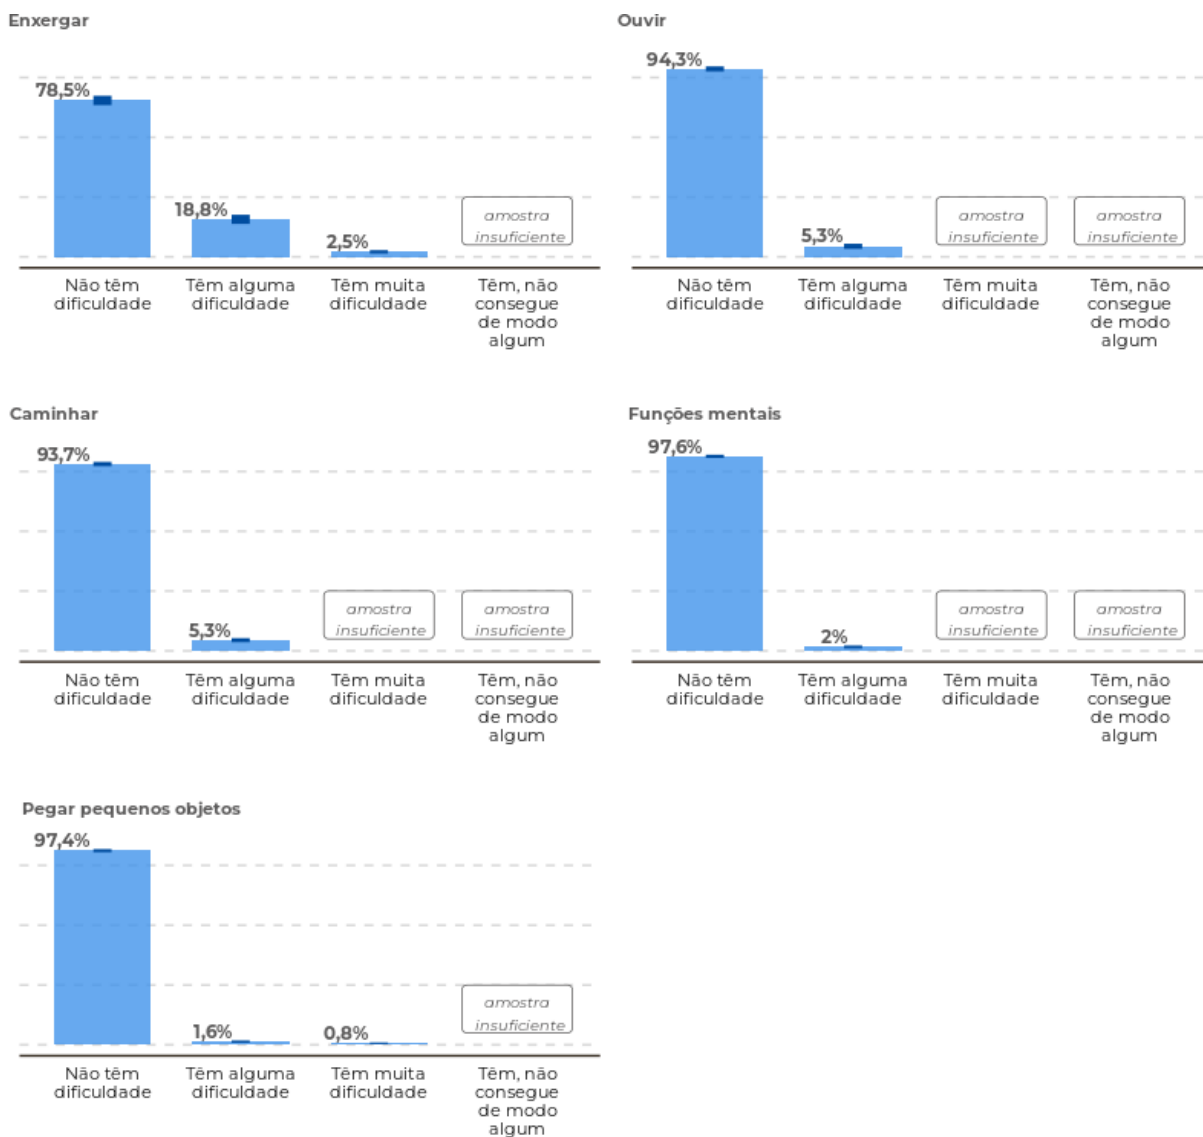 Enxergar
78,5%
18,8%
2,5%
amostra
insuficiente
Não têm
dificuldade
Têm alguma
dificuldade
Têm muita
dificuldade
Têm, não
consegue
de modo
algum
Ouvir
94,3%
5,3%
amostra
insuficiente
amostra
insuficiente
Não têm
dificuldade
Têm alguma
dificuldade
Têm muita
dificuldade
Têm, não
consegue
de modo
algum
Caminhar
93,7%
5,3%
amostra
insuficiente
amostra
insuficiente
Não têm
dificuldade
Têm alguma
dificuldade
Têm muita
dificuldade
Têm, não
consegue
de modo
algum
Funções mentais
97,6%
2%
amostra
insuficiente
amostra
insuficiente
Não têm
dificuldade
Têm alguma
dificuldade
Têm muita
dificuldade
Têm, não
consegue
de modo
algum
Pegar pequenos objetos
97,4%
1,6%
0,8%
amostra
insuficiente
Não têm
dificuldade
Têm alguma
dificuldade
Têm muita
dificuldade
Têm, não
consegue
de modo
algum